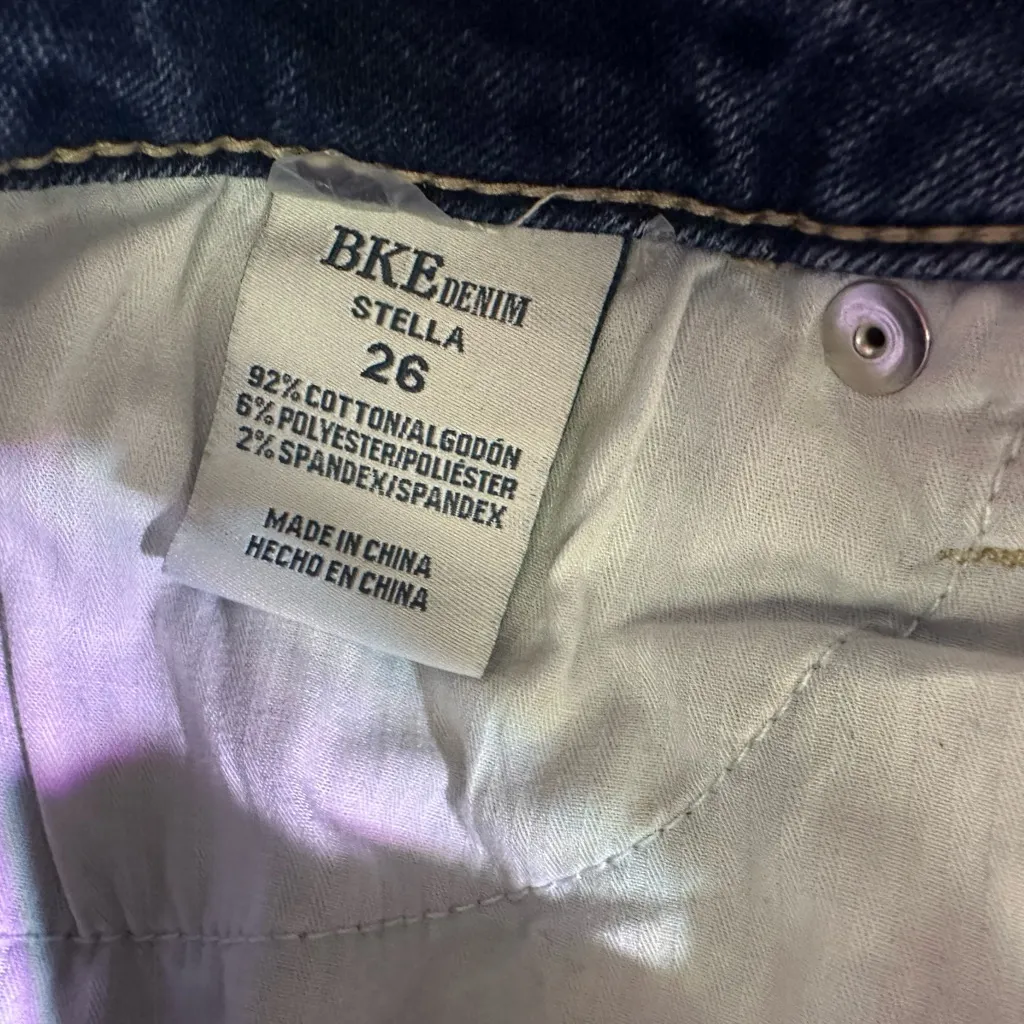 BKE DENIM
STELLA
26
92% COTTON/ALGODÓN
6% POLYESTER/POLIÉSTER
2% SPANDEX/SPANDEX
MADE IN CHINA
HECHO EN CHINA